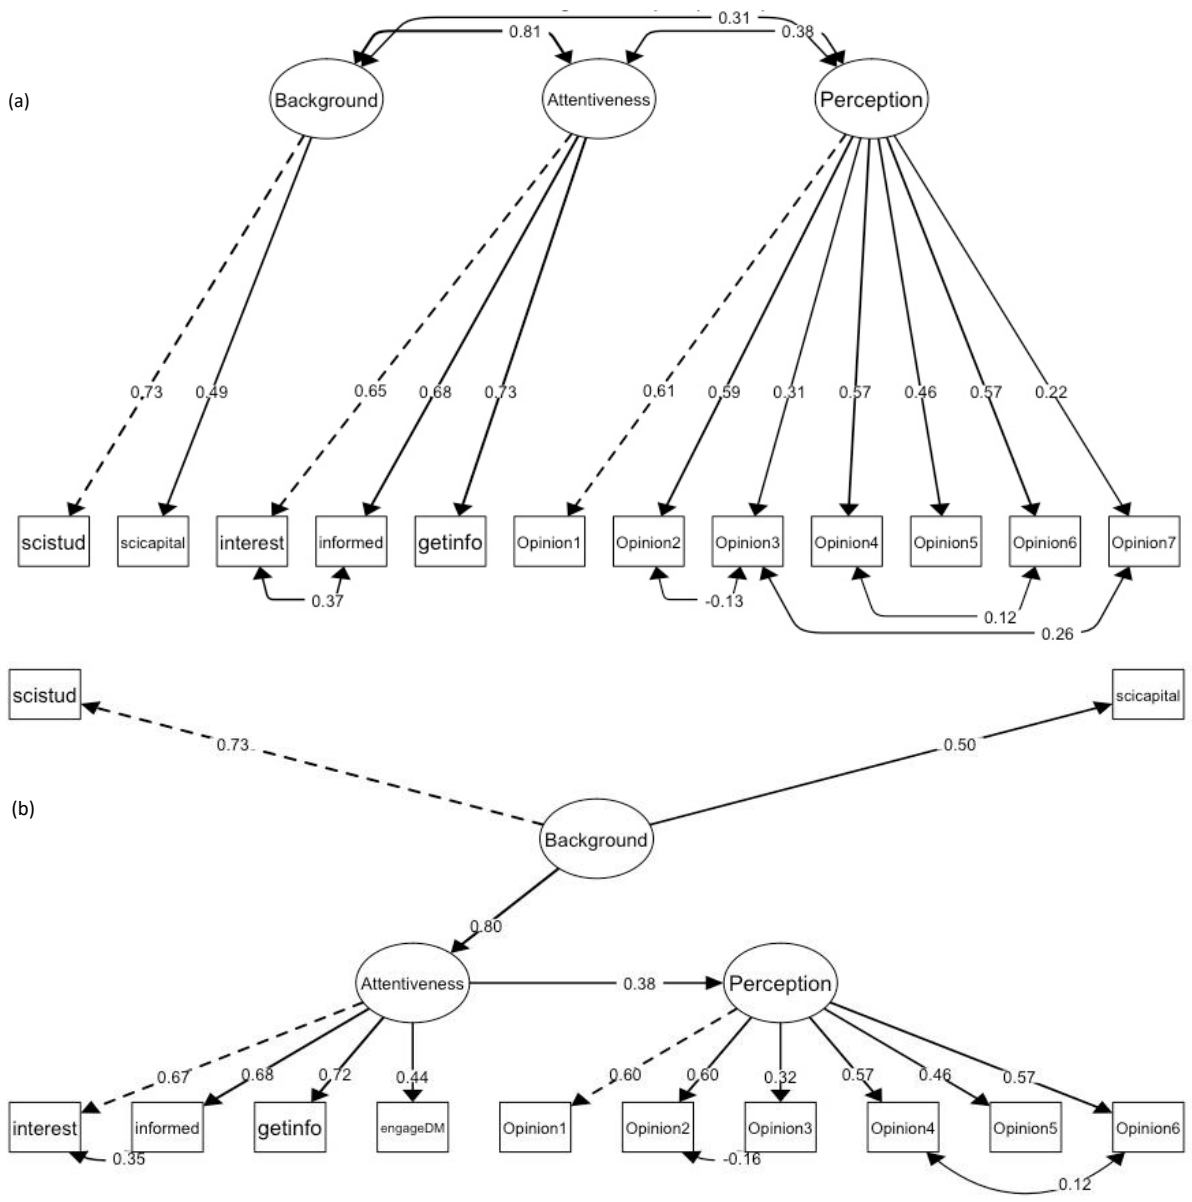 0.31
0.81
0.38
(a)
Background
Attentiveness
Perception
0.73
0.49
0.65
0.68
0.73
0.61
0.59
0.31
0.57
0.46
0.57
0.22
scistud
scicapital
interest
informed
getinfo
Opinion1
Opinion2
Opinion3
Opinion4
Opinion5
Opinion6
Opinion7
0.37
-0.13
0.12
0.26
scistud
scicapital
0.73
0.50
(b)
Background
0.80
Attentiveness
0.38
Perception
0.67
0.68
0.72
0.44
0.60
0.60
0.32
0.57
0.46
0.57
interest
informed
getinfo
engageDM
Opinion1
Opinion2
Opinion3
Opinion4
Opinion5
Opinion6
0.35
-0.16
0.12